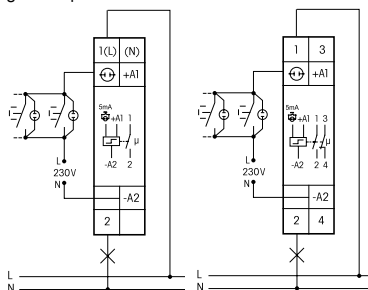 1(L) (N)
+A1
5mA
+A1 1
-A2 2
µ
L
230V
N
-A2
2
L
N
1 3
+A1
5mA
+A1 1 3
-A2 2 4
µ
L
230V
N
-A2
2 4
L
N